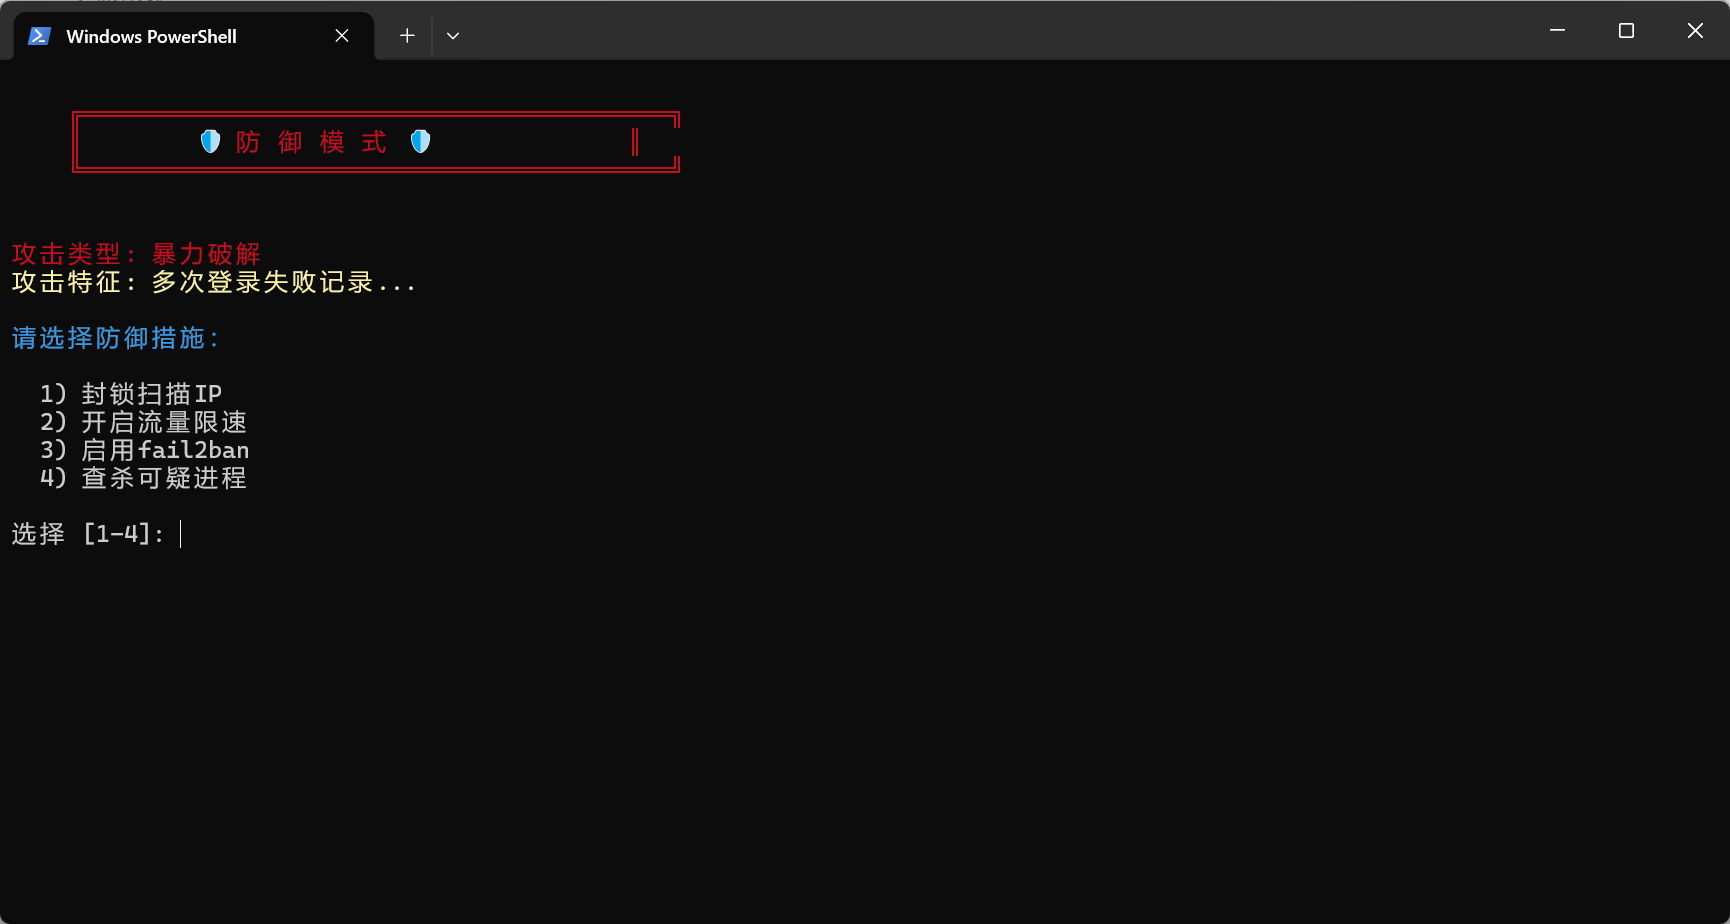 Windows PowerShell
🛡️ 防 御 模 式 🛡️
攻击类型: 暴力破解
攻击特征: 多次登录失败记录...
请选择防御措施:
1) 封锁扫描IP
2) 开启流量限速
3) 启用fail2ban
4) 查杀可疑进程
选择 [1-4]: